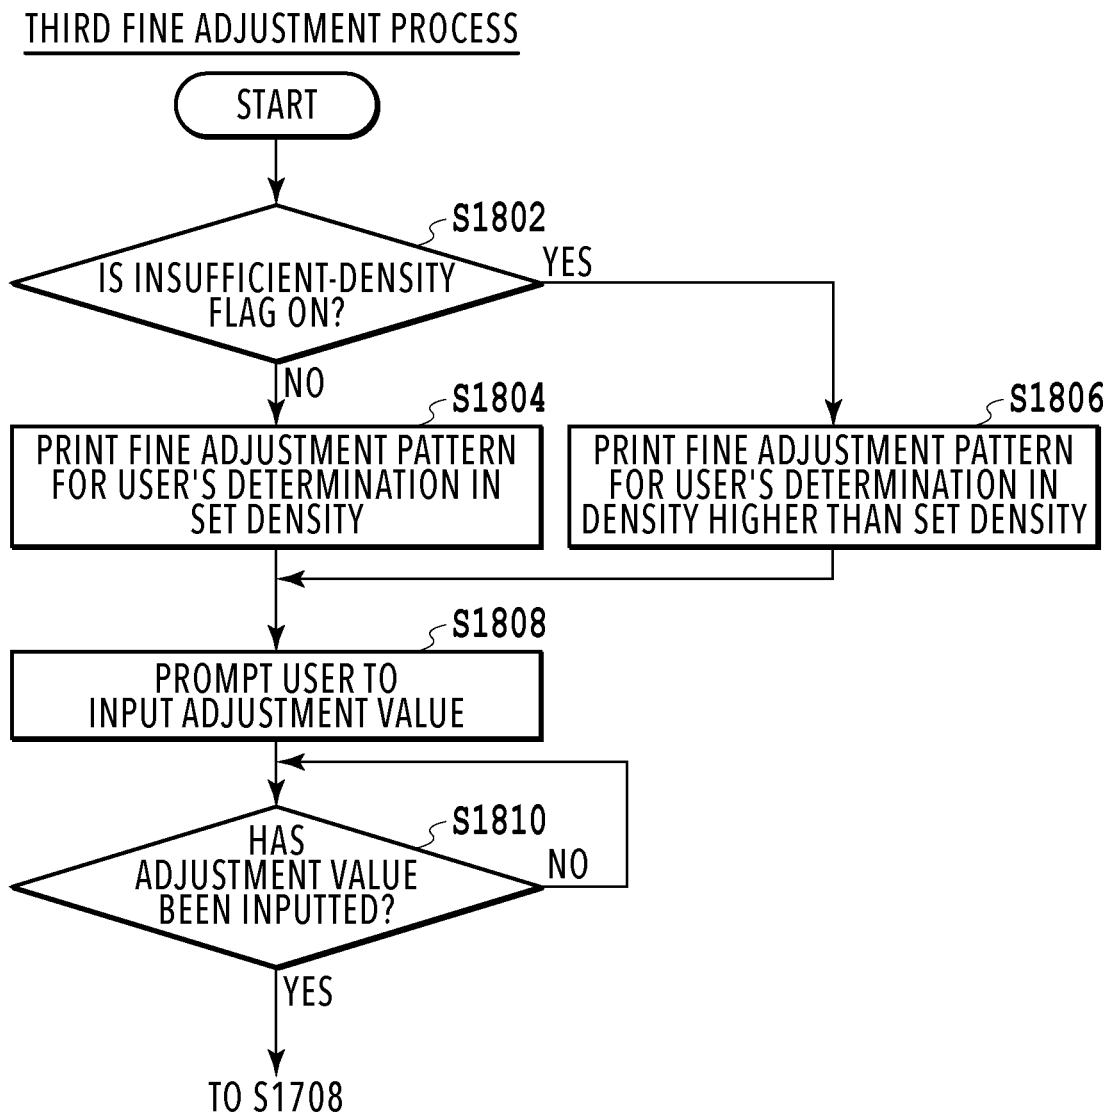 THIRD FINE ADJUSTMENT PROCESS
START
S1802
IS INSUFFICIENT-DENSITY
FLAG ON?
YES
NO
S1804
PRINT FINE ADJUSTMENT PATTERN
FOR USER'S DETERMINATION IN
SET DENSITY
S1806
PRINT FINE ADJUSTMENT PATTERN
FOR USER'S DETERMINATION IN
DENSITY HIGHER THAN SET DENSITY
S1808
PROMPT USER TO
INPUT ADJUSTMENT VALUE
S1810
HAS
ADJUSTMENT VALUE
BEEN INPUTTED?
NO
YES
TO S1708